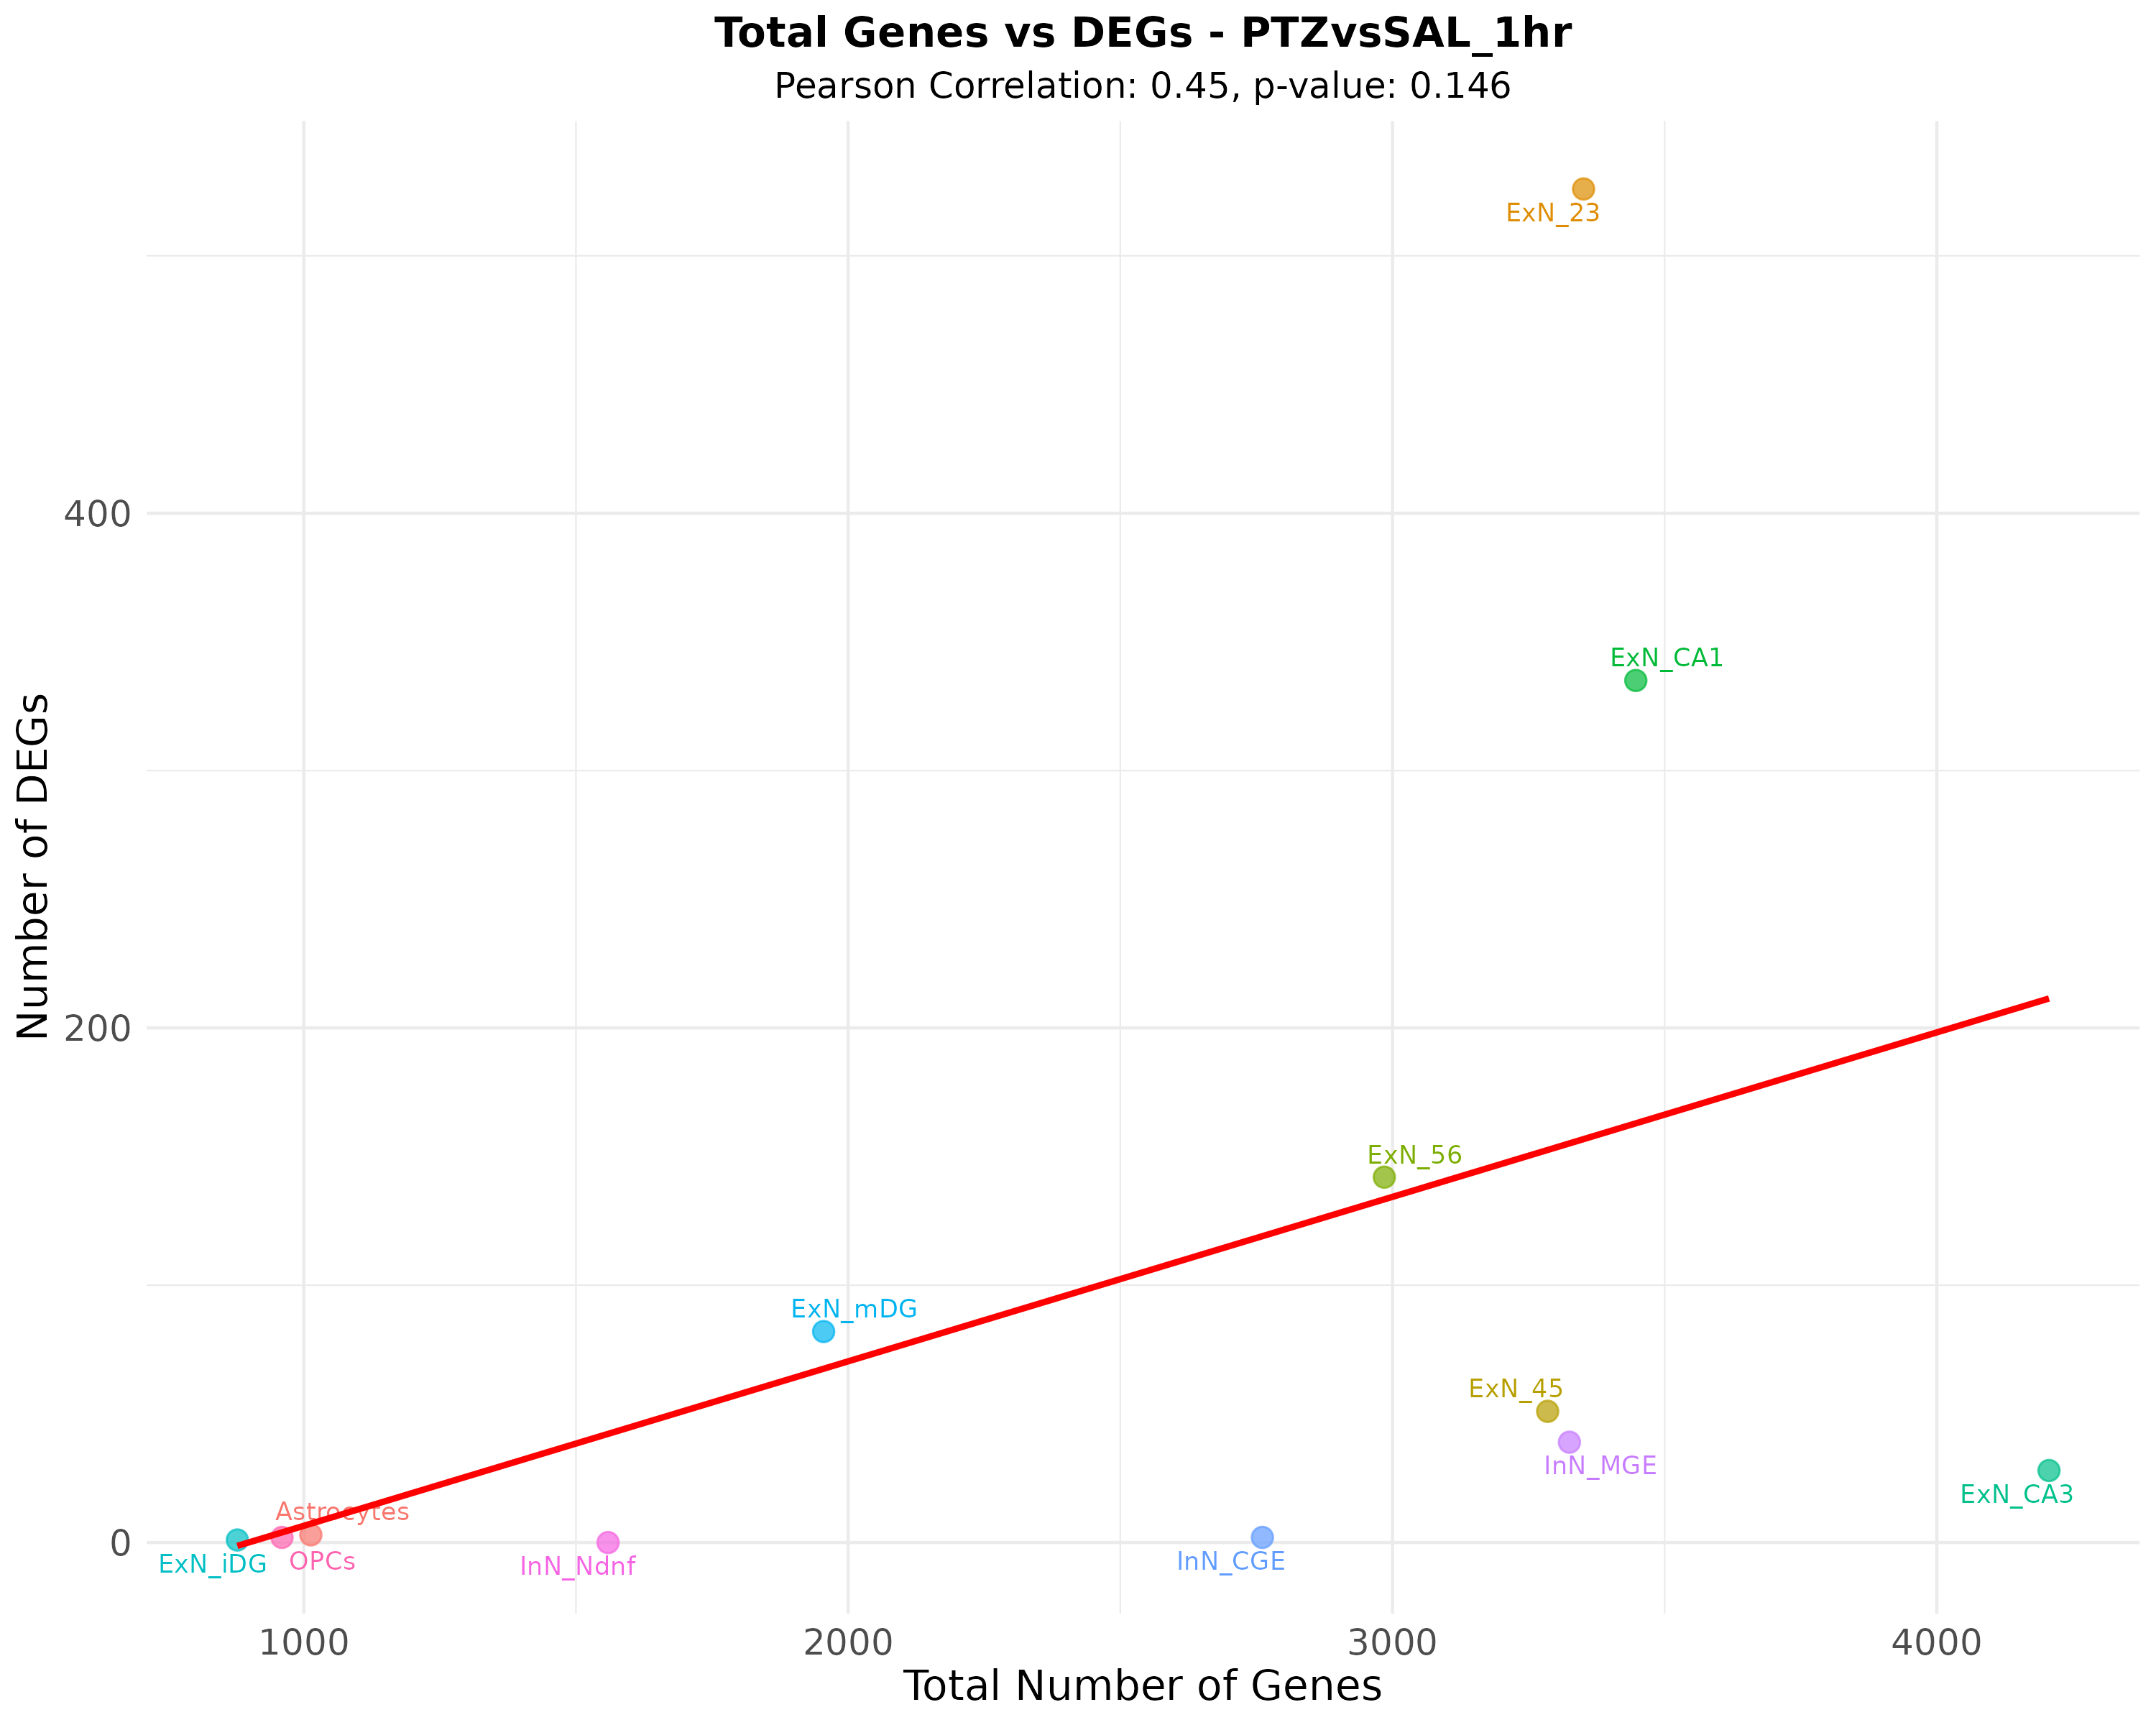 Total Genes vs DEGs - PTZvsSAL_1hr
Pearson Correlation: 0.45, p-value: 0.146
ExN_23
400
ExN_CA1
Number of DEGs
200
ExN_56
ExN_mDG
ExN_45
InN_MGE
ExN_CA3
Astrocytes
0
ExN_iDG
OPCs
InN_Ndnf
InN_CGE
1000
2000
3000
4000
Total Number of Genes